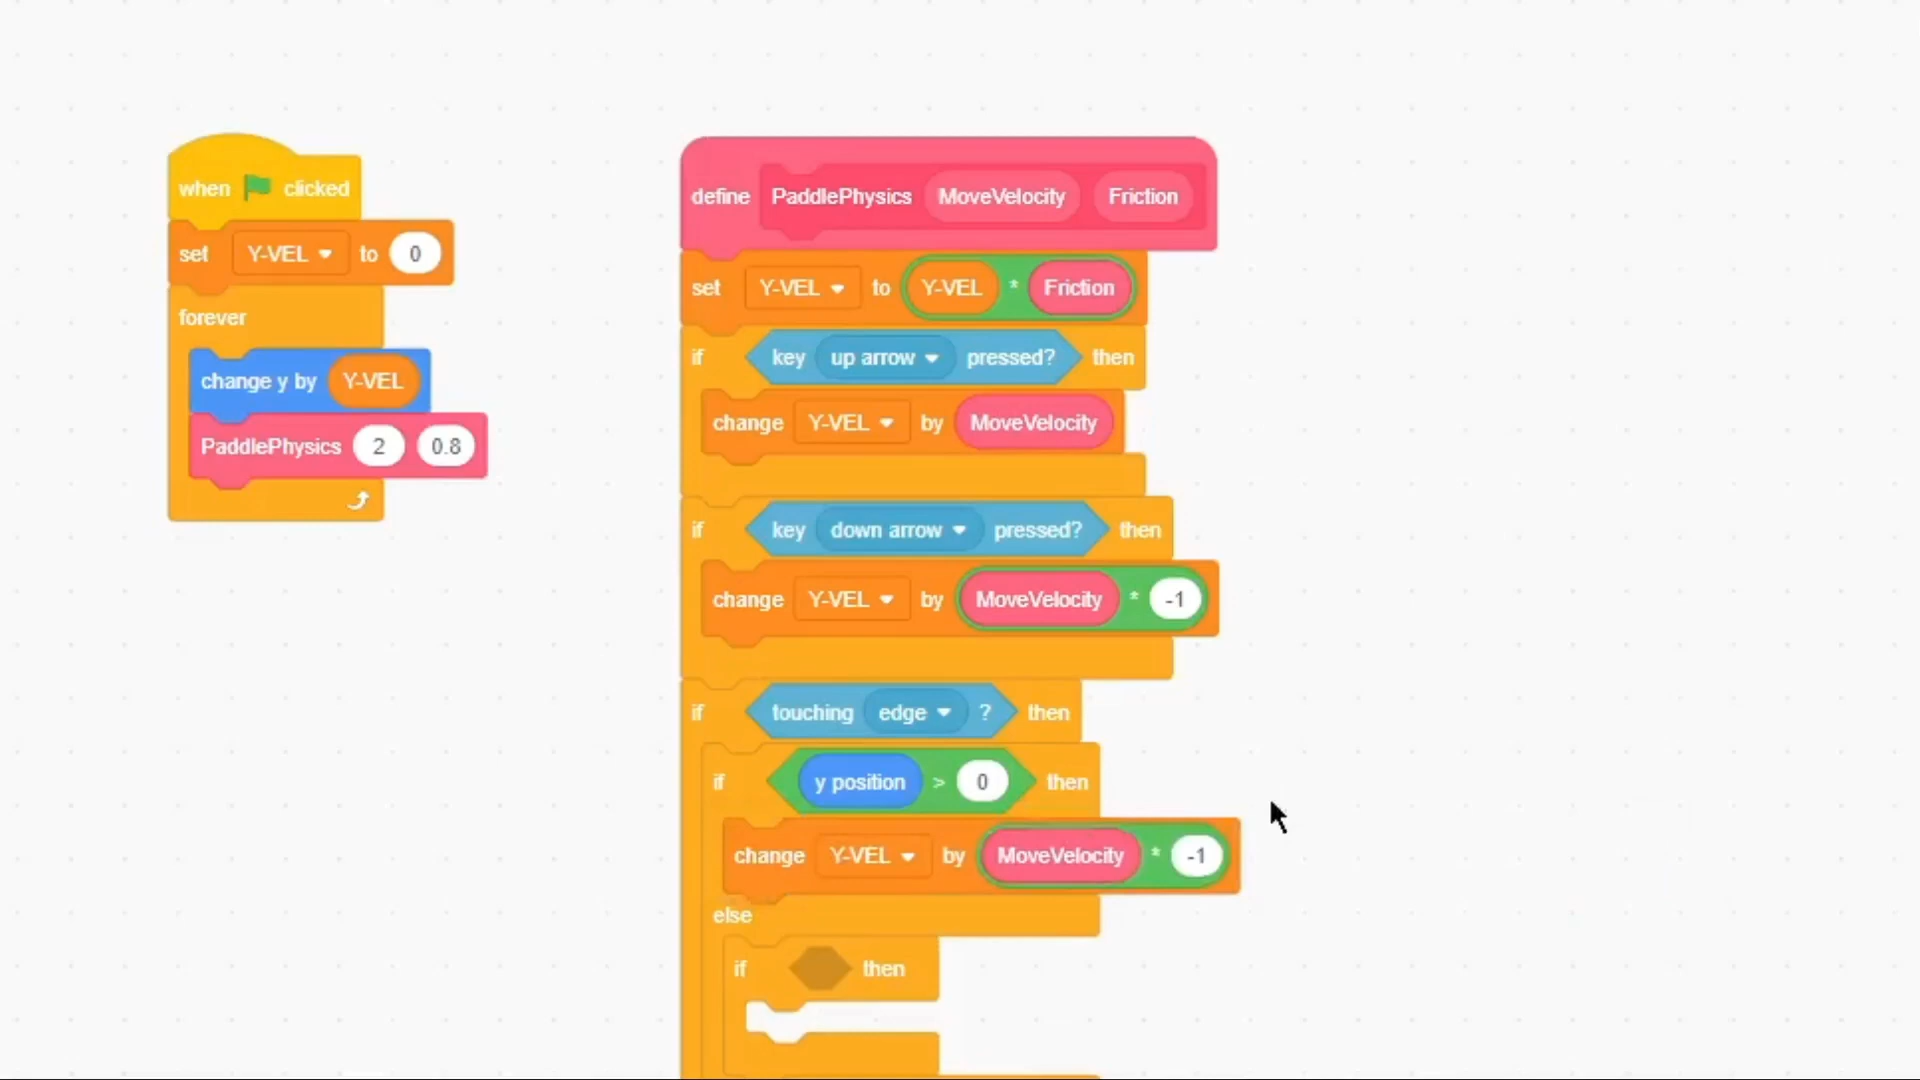 when clicked
set Y-VEL to 0
forever
change y by Y-VEL
PaddlePhysics 2 0.8
define PaddlePhysics MoveVelocity Friction
set Y-VEL to Y-VEL * Friction
if key up arrow pressed? then
change Y-VEL by MoveVelocity
if key down arrow pressed? then
change Y-VEL by MoveVelocity * -1
if touching edge ? then
if y position > 0 then
change Y-VEL by MoveVelocity * -1
else
if then